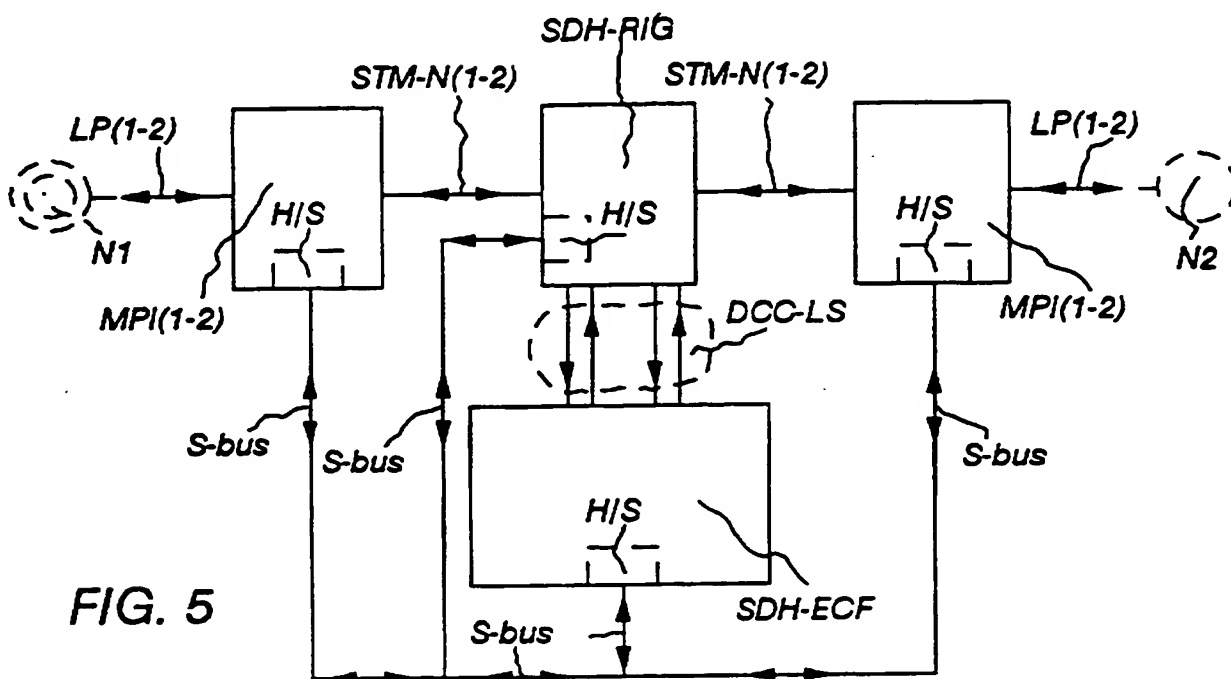 SDH-RIG
STM-N(1-2)
STM-N(1-2)
LP(1-2)
LP(1-2)
H/S
H/S
H/S
N1
N2
MPI(1-2)
MPI(1-2)
DCC-LS
S-bus
S-bus
S-bus
H/S
SDH-ECF
FIG. 5
S-bus